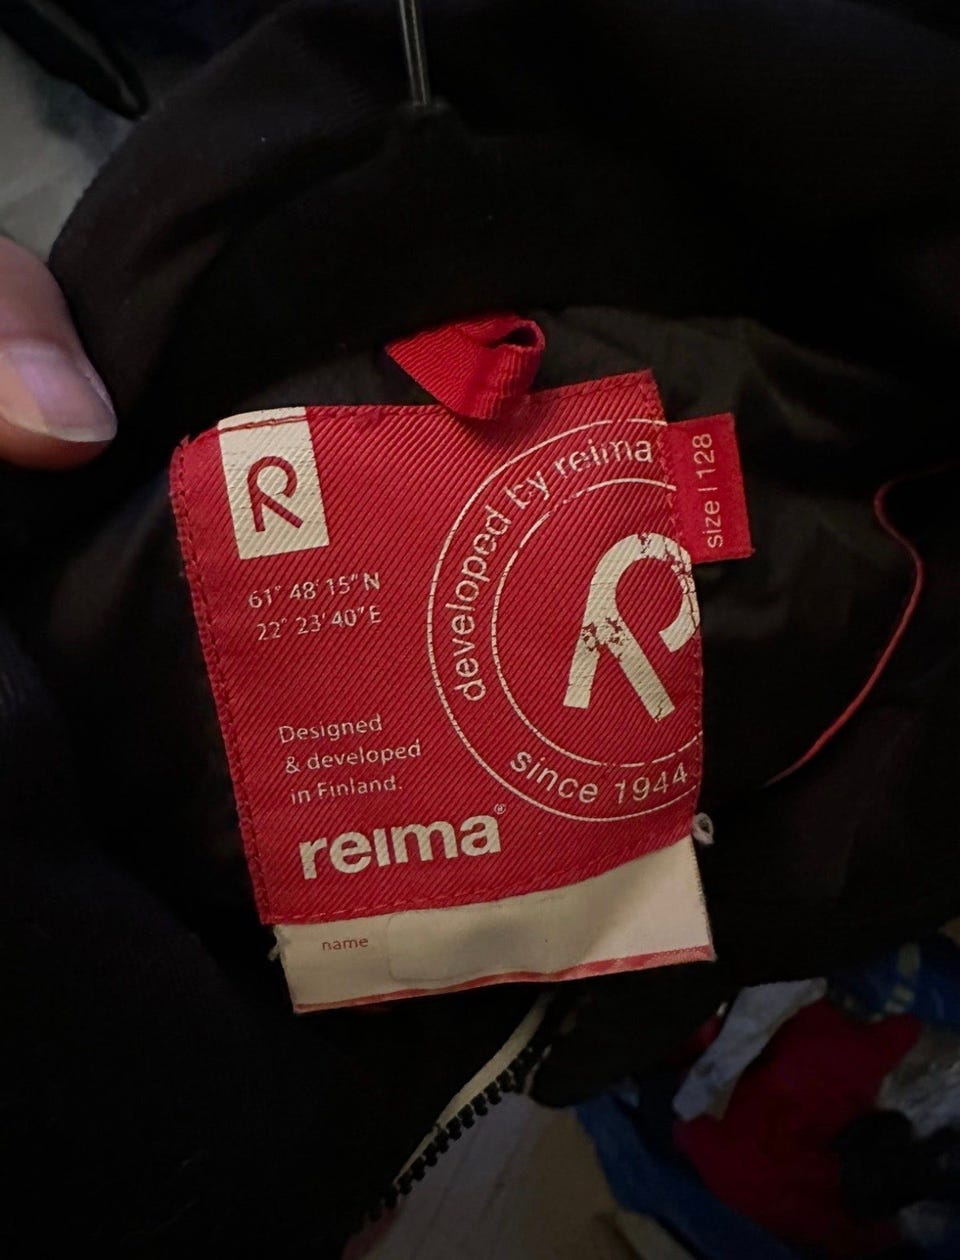 61° 48' 15" N
22° 23' 40" E
developed by reima
since 1944
size | 128
Designed
& developed
in Finland.
reima®
name